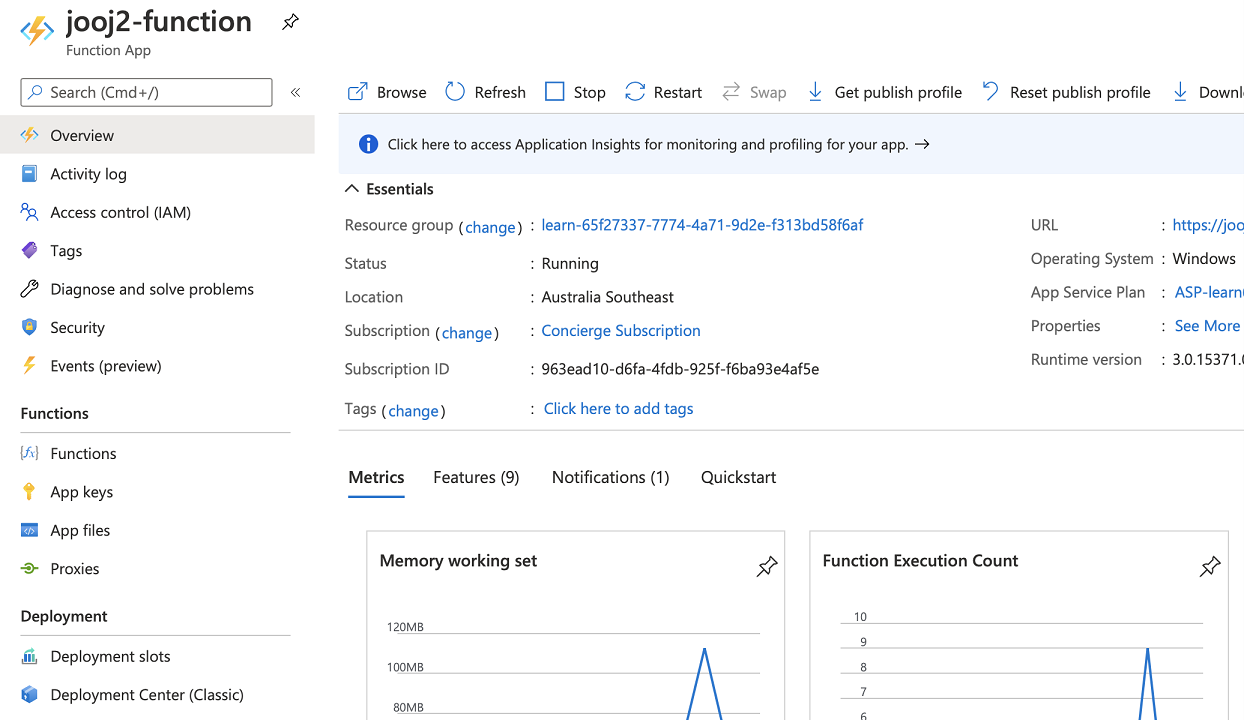 jooj2-function
Function App
Search (Cmd+/)
«
Browse
Refresh
Stop
Restart
Swap
Get publish profile
Reset publish profile
Downl
Overview
Activity log
Access control (IAM)
Tags
Diagnose and solve problems
Security
Events (preview)
Functions
Functions
App keys
App files
Proxies
Deployment
Deployment slots
Deployment Center (Classic)
Click here to access Application Insights for monitoring and profiling for your app. →
Essentials
Resource group (change) : learn-65f27337-7774-4a71-9d2e-f313bd58f6af
Status : Running
Location : Australia Southeast
Subscription (change) : Concierge Subscription
Subscription ID : 963ead10-d6fa-4fdb-925f-f6ba93e4af5e
Tags (change) : Click here to add tags
URL : https://joo
Operating System : Windows
App Service Plan : ASP-learn
Properties : See More
Runtime version : 3.0.15371.
Metrics
Features (9)
Notifications (1)
Quickstart
Memory working set
120MB
100MB
80MB
Function Execution Count
10
9
8
7
6